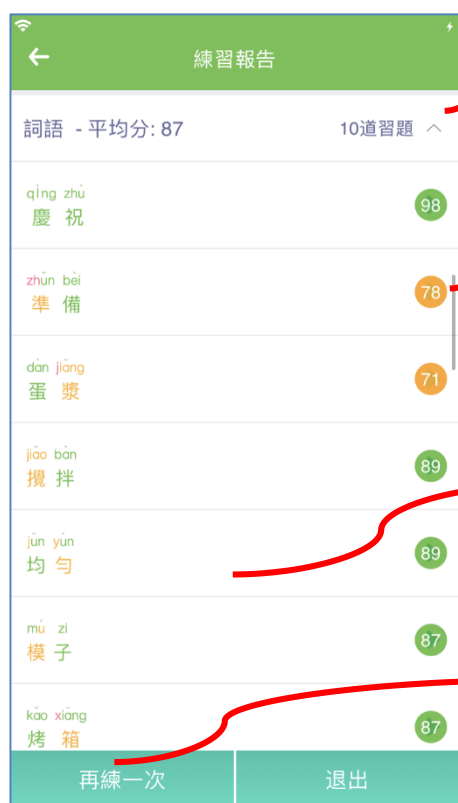 練習報告
詞語 - 平均分: 87 10道習題
qìng zhù
慶 祝 98
zhǔn bèi
準 備 78
dàn jiāng
蛋 漿 71
jiǎo bàn
攪 拌 89
jūn yún
均 勻 89
mú zi
模 子 87
kǎo xiāng
烤 箱 87
再練一次 退出